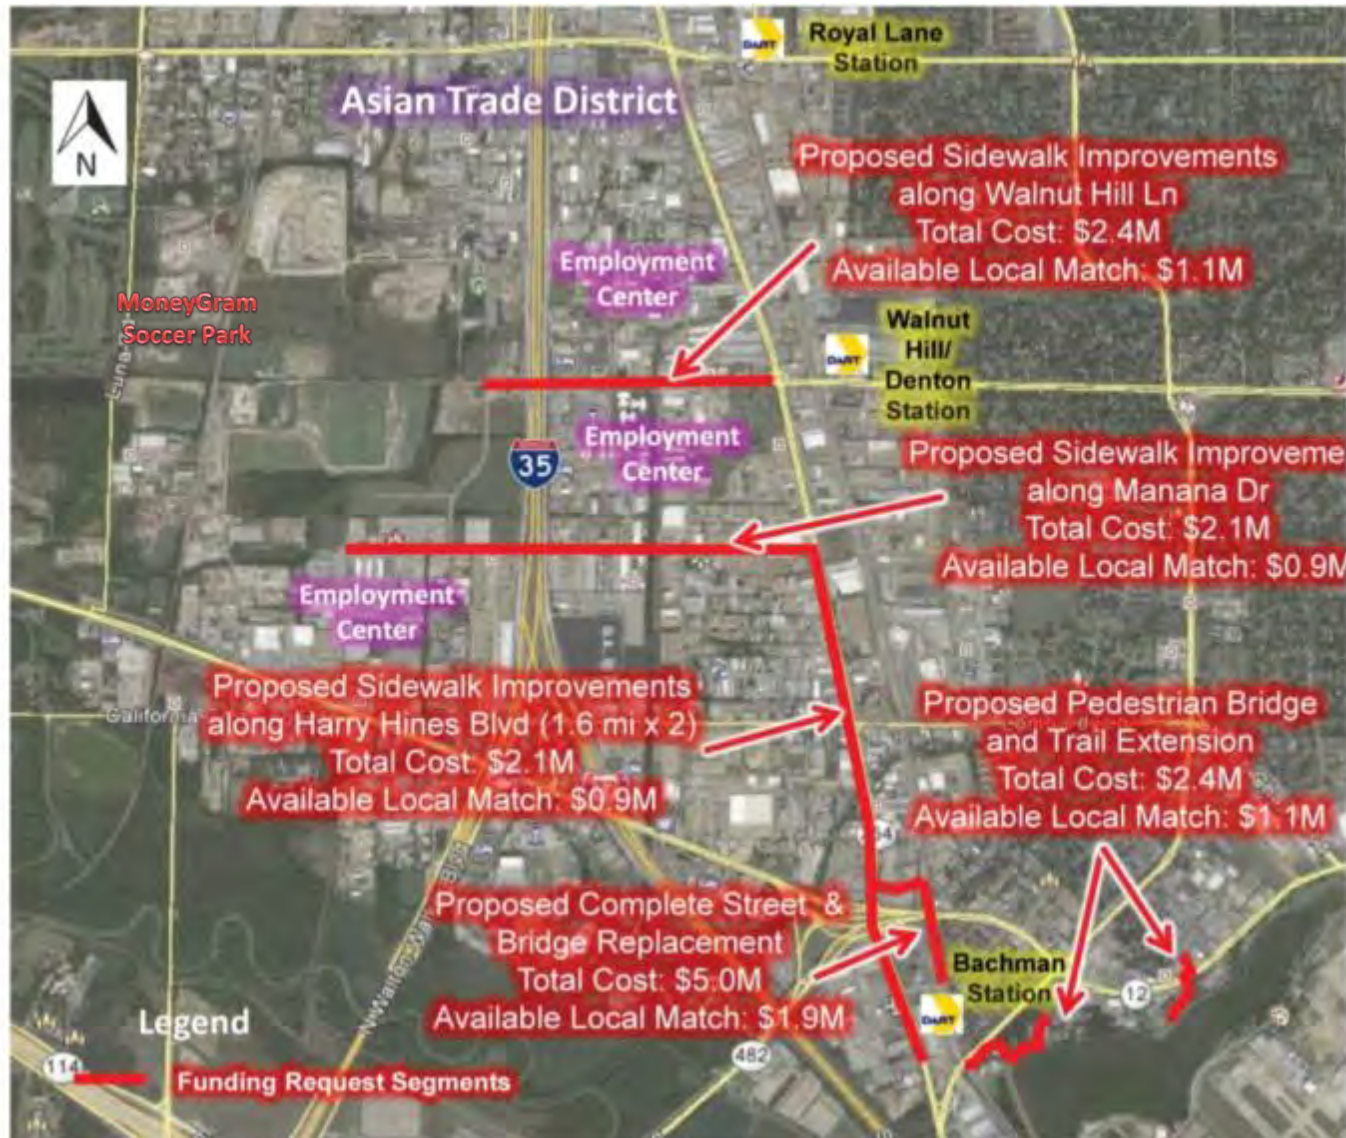 DART
Royal Lane
Station
Asian Trade District
N
Proposed Sidewalk Improvements
along Walnut Hill Ln
Total Cost: $2.4M
Available Local Match: $1.1M
Employment
Center
MoneyGram
Soccer Park
Luna
DART
Walnut
Hill/
Denton
Station
Employment
Center
35
Proposed Sidewalk Improveme
along Manana Dr
Total Cost: $2.1M
Available Local Match: $0.9M
Employment
Center
Proposed Sidewalk Improvements
along Harry Hines Blvd (1.6 mi x 2)
Total Cost: $2.1M
Available Local Match: $0.9M
California
Proposed Pedestrian Bridge
and Trail Extension
Total Cost: $2.4M
Available Local Match: $1.1M
Proposed Complete Street &
Bridge Replacement
Total Cost: $5.0M
Available Local Match: $1.9M
Bachman
Station
DART
12
482
Legend
114
Funding Request Segments